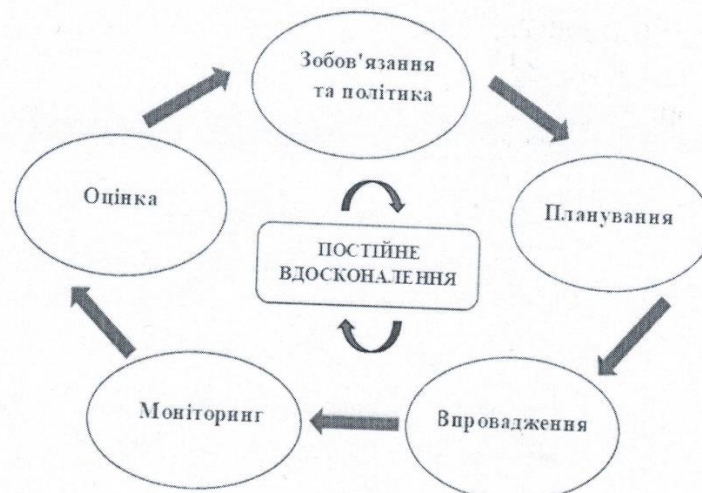 Зобов'язання
та політика
Оцінка
Планування
ПОСТІЙНЕ
ВДОСКОНАЛЕННЯ
Моніторинг
Впровадження